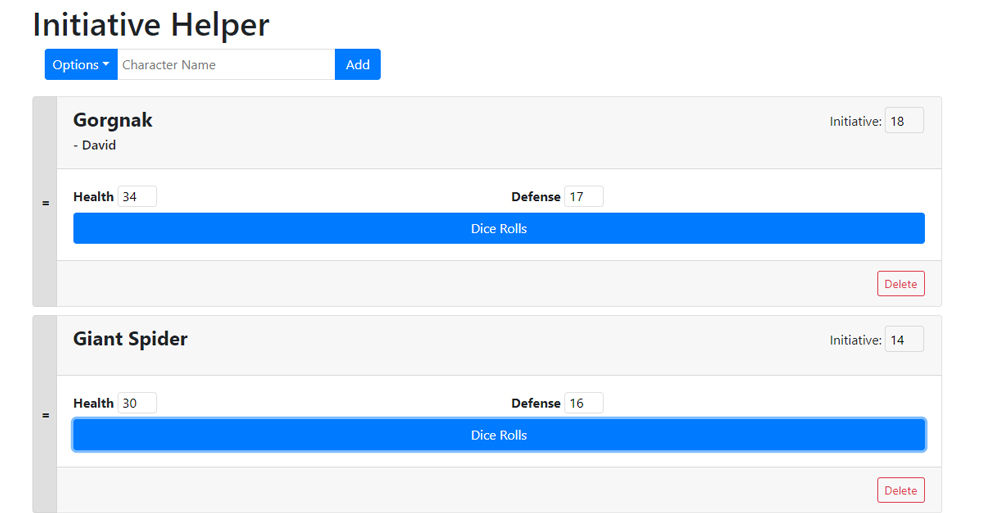 Initiative Helper
Options Character Name Add
Gorgnak Initiative: 18
- David
=
Health 34 Defense 17
Dice Rolls
Delete
Giant Spider Initiative: 14
Health 30 Defense 16
=
Dice Rolls
Delete